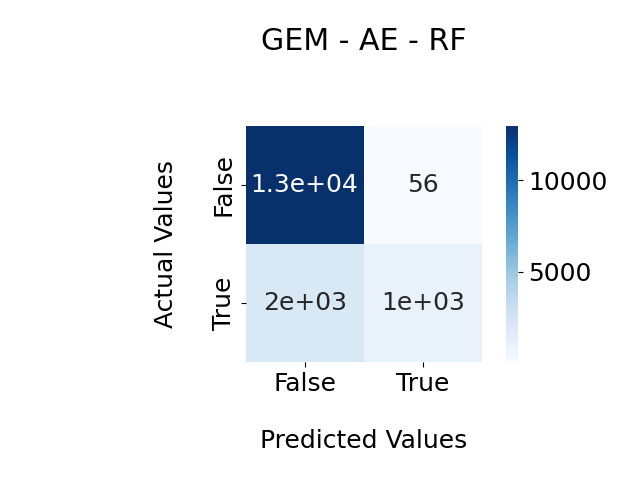 GEM - AE - RF
Actual Values
False
True
1.3e+04 56
2e+03 1e+03
False True
Predicted Values
10000
5000